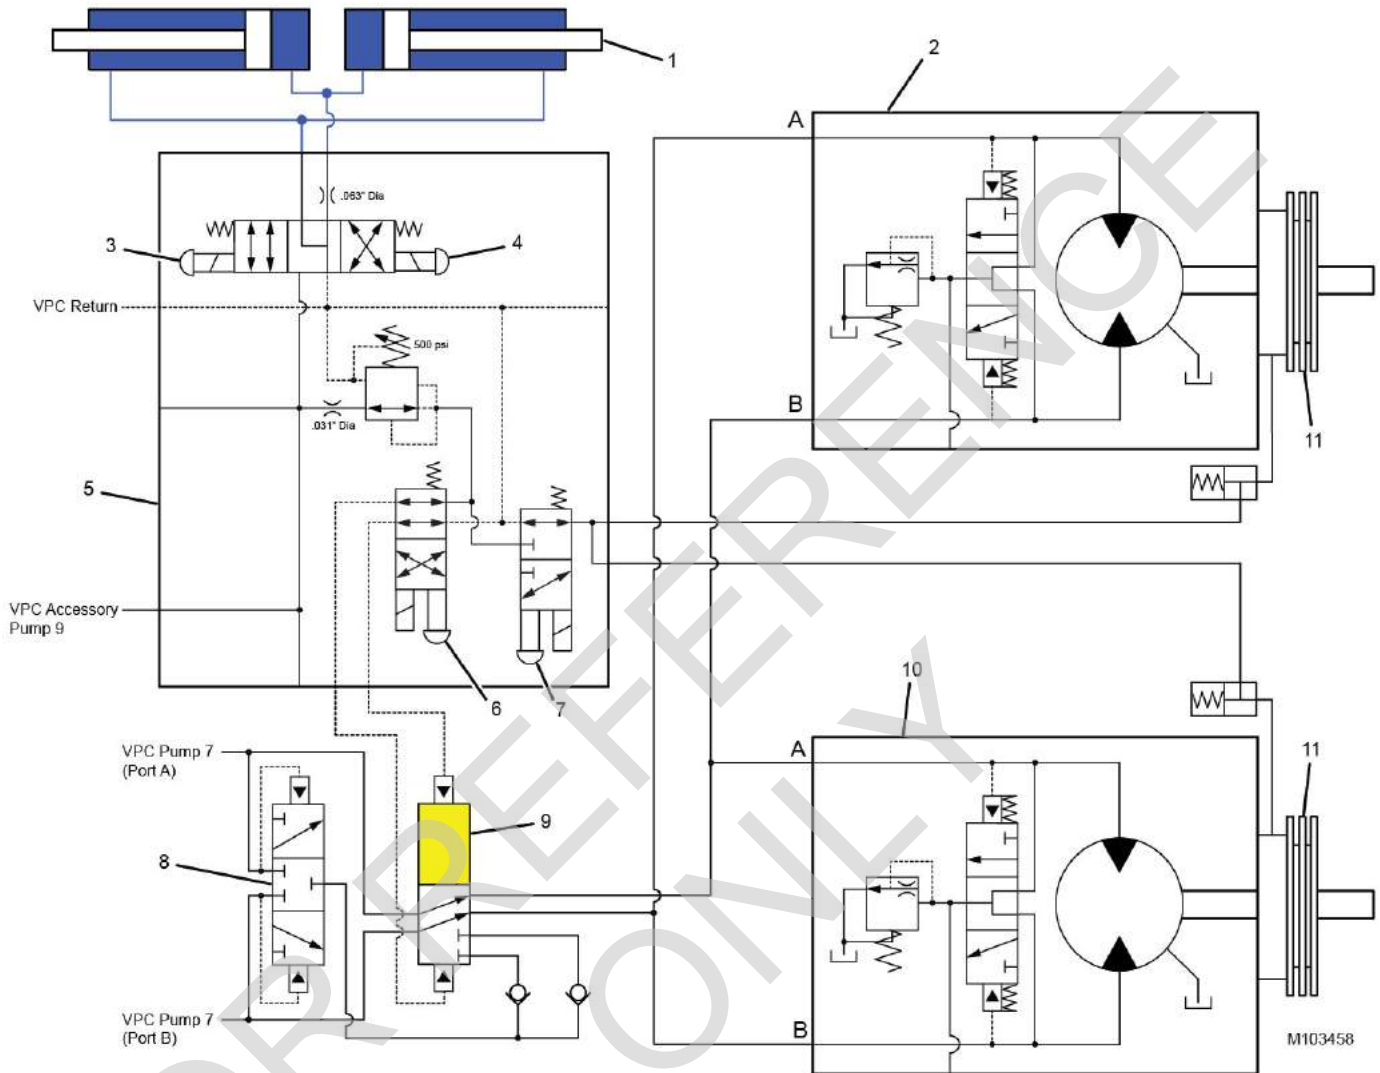 1
2
A
.063" Dia
3
4
VPC Return
500 psi
.031" Dia
B
11
5
VPC Accessory
Pump 9
6
7
10
VPC Pump 7
(Port A)
A
11
9
8
VPC Pump 7
(Port B)
B
M103458
FOR REFERENCE
ONLY